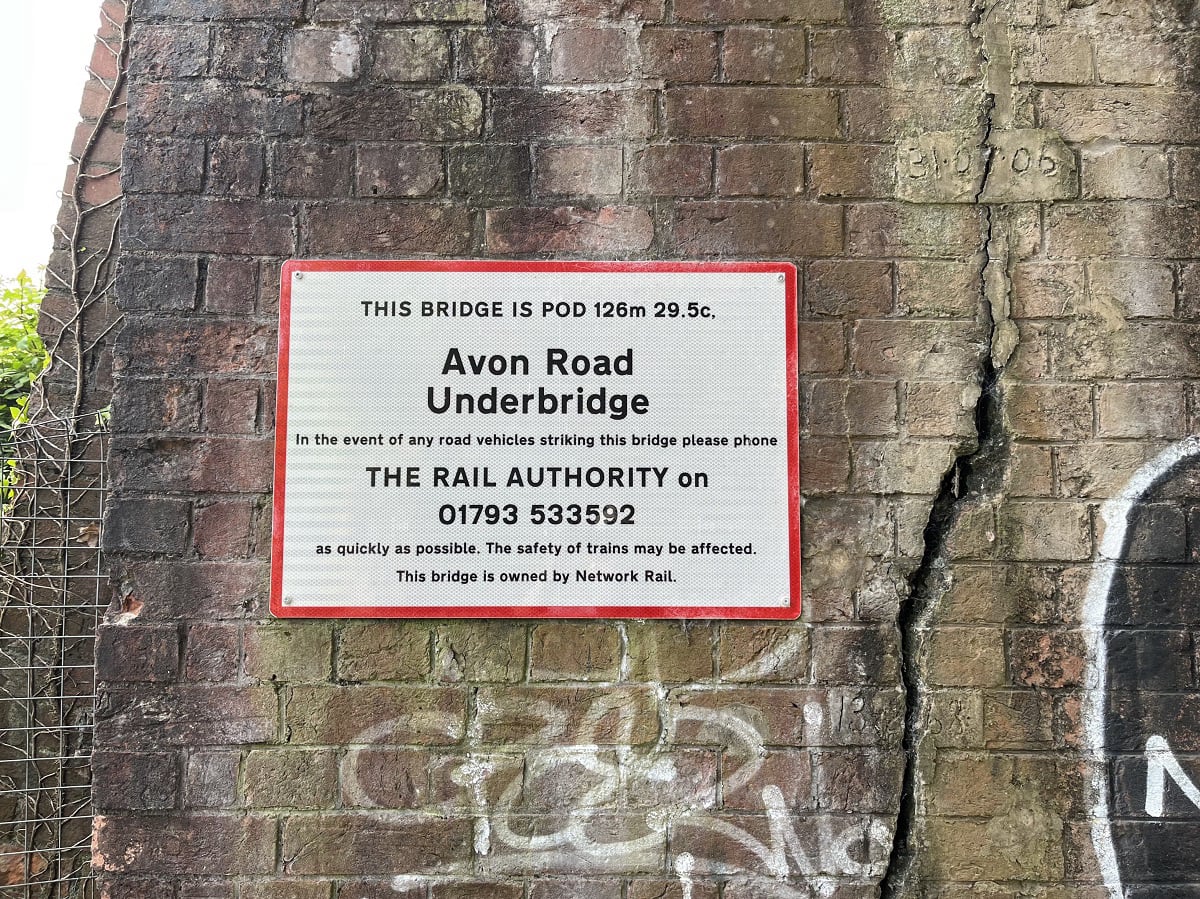 31·07·06
THIS BRIDGE IS POD 126m 29.5c,
Avon Road
Underbridge
In the event of any road vehicles striking this bridge please phone
THE RAIL AUTHORITY on
01793 533592
as quickly as possible. The safety of trains may be affected.
This bridge is owned by Network Rail.